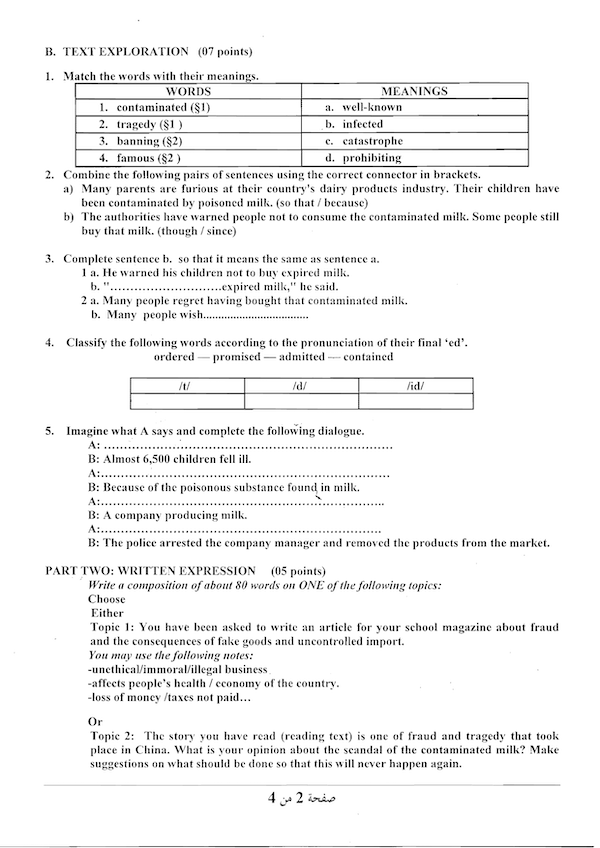 B. TEXT EXPLORATION (07 points)
1. Match the words with their meanings.
WORDS MEANINGS
1. contaminated (§1) a. well-known
2. tragedy (§1 ) b. infected
3. banning (§2) c. catastrophe
4. famous (§2 ) d. prohibiting
2. Combine the following pairs of sentences using the correct connector in brackets.
a) Many parents are furious at their country's dairy products industry. Their children have
been contaminated by poisoned milk. (so that / because)
b) The authorities have warned people not to consume the contaminated milk. Some people still
buy that milk. (though / since)
3. Complete sentence b. so that it means the same as sentence a.
1 a. He warned his children not to buy expired milk.
b. "............................expired milk," he said.
2 a. Many people regret having bought that contaminated milk.
b. Many people wish...................................
4. Classify the following words according to the pronunciation of their final 'ed'.
ordered — promised — admitted — contained
/t/ /d/ /id/
5. Imagine what A says and complete the following dialogue.
A: ........................................................................
B: Almost 6,500 children fell ill.
A:........................................................................
B: Because of the poisonous substance found in milk.
A:......................................................................
B: A company producing milk.
A:......................................................................
B: The police arrested the company manager and removed the products from the market.
PART TWO: WRITTEN EXPRESSION (05 points)
Write a composition of about 80 words on ONE of the following topics:
Choose
Either
Topic 1: You have been asked to write an article for your school magazine about fraud
and the consequences of fake goods and uncontrolled import.
You may use the following notes:
-unethical/immoral/illegal business
-affects people's health / economy of the country.
-loss of money /taxes not paid...
Or
Topic 2: The story you have read (reading text) is one of fraud and tragedy that took
place in China. What is your opinion about the scandal of the contaminated milk? Make
suggestions on what should be done so that this will never happen again.
صفحة 2 من 4